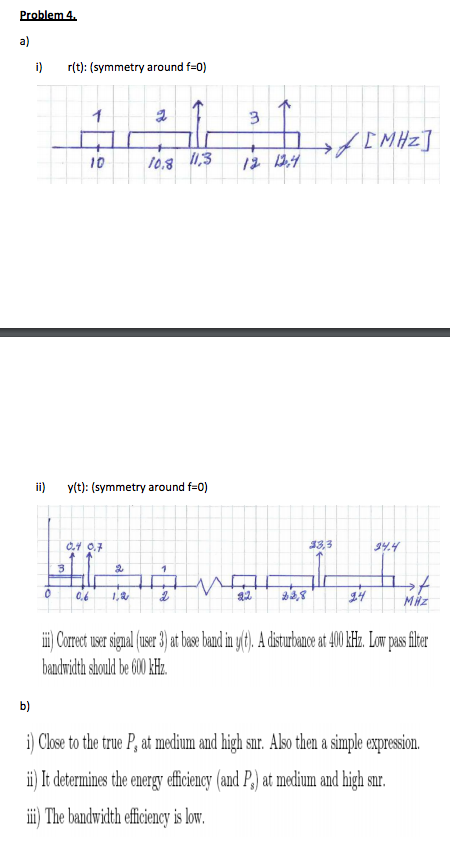 Problem 4.
a)
i) r(t): (symmetry around f=0)
1 2 3
10 10.8 11,3 12 12,4 f [MHz]
ii) y(t): (symmetry around f=0)
0.4 0.7 23,3 24.4
3 2 1
0 0,6 1,2 2 22 22,8 24 f
MHz
iii) Correct user signal (user 3) at base band in y(t). A disturbance at 400 kHz. Low pass filter
bandwidth should be 600 kHz.
b)
i) Close to the true Ps at medium and high snr. Also then a simple expression.
ii) It determines the energy efficiency (and Ps) at medium and high snr.
iii) The bandwidth efficiency is low.